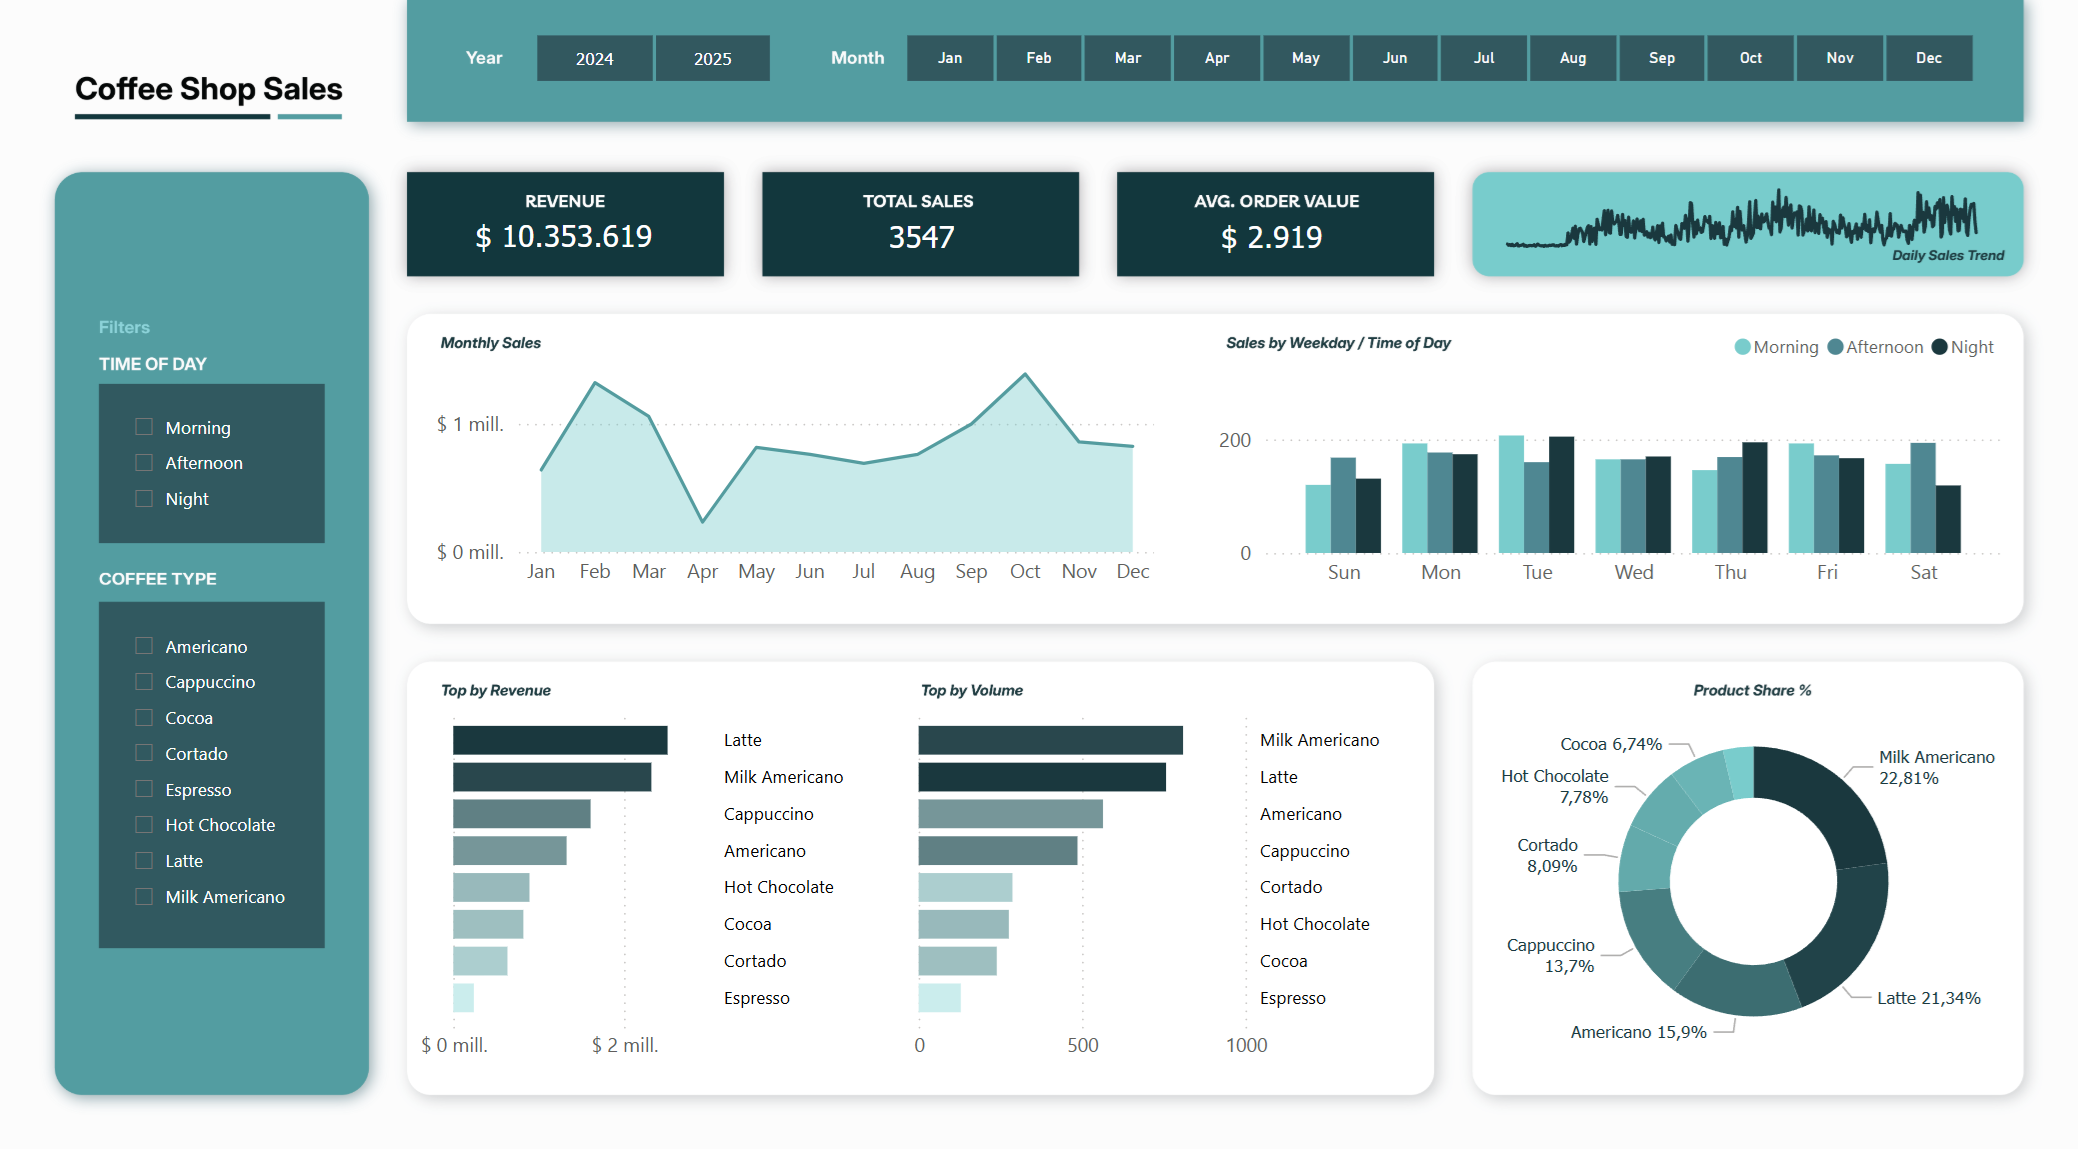 Coffee Shop Sales
Year
2024
2025
Month
Jan
Feb
Mar
Apr
May
Jun
Jul
Aug
Sep
Oct
Nov
Dec
Filters
TIME OF DAY
Morning
Afternoon
Night
COFFEE TYPE
Americano
Cappuccino
Cocoa
Cortado
Espresso
Hot Chocolate
Latte
Milk Americano
REVENUE
$ 10.353.619
TOTAL SALES
3547
AVG. ORDER VALUE
$ 2.919
Daily Sales Trend
Monthly Sales
$ 1 mill.
$ 0 mill.
Jan Feb Mar Apr May Jun Jul Aug Sep Oct Nov Dec
Sales by Weekday / Time of Day
Morning Afternoon Night
200
0
Sun Mon Tue Wed Thu Fri Sat
Top by Revenue
Latte
Milk Americano
Cappuccino
Americano
Hot Chocolate
Cocoa
Cortado
Espresso
$ 0 mill. $ 2 mill.
Top by Volume
Milk Americano
Latte
Americano
Cappuccino
Cortado
Hot Chocolate
Cocoa
Espresso
0 500 1000
Product Share %
Cocoa 6,74%
Milk Americano
22,81%
Hot Chocolate
7,78%
Cortado
8,09%
Cappuccino
13,7%
Latte 21,34%
Americano 15,9%